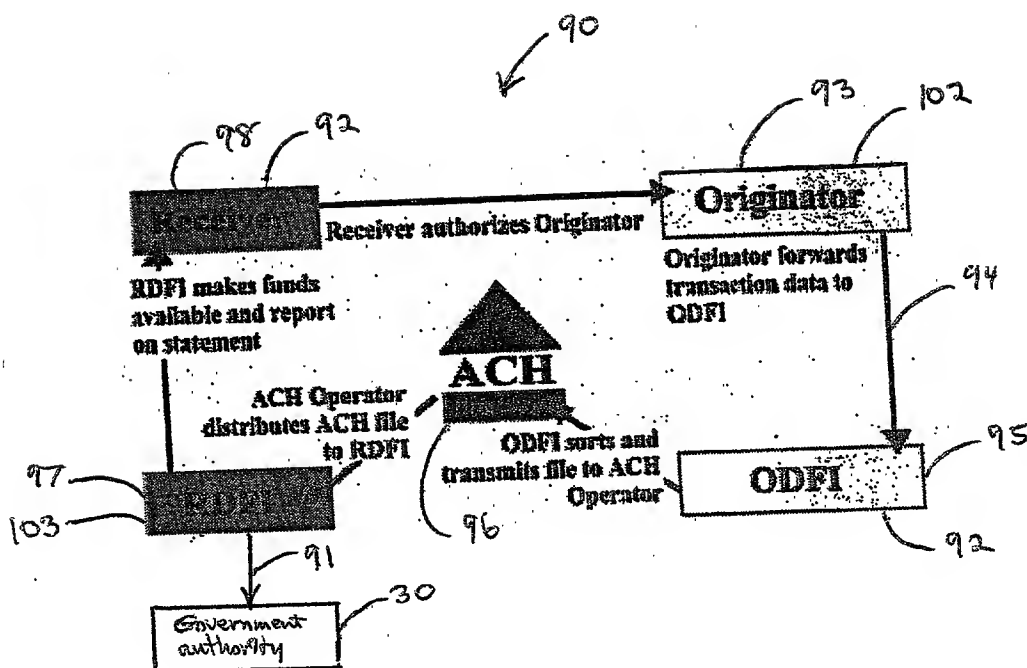 90
98 92
93 102
Receiver
Originator
Receiver authorizes Originator
RDFI makes funds
available and report
on statement
Originator forwards
transaction data to
ODFI
94
ACH
ACH Operator
distributes ACH file
to RDFI
ODFI sorts and
transmits file to ACH
Operator
97
103
RDFI
ODFI
95
96
92
91
30
Government
authority